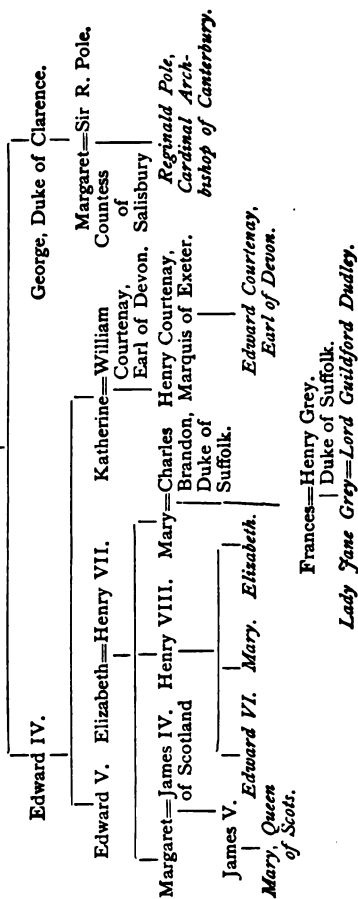 Edward IV.
George, Duke of Clarence.
Edward V. Elizabeth=Henry VII.
Katherine=William
Courtenay,
Earl of Devon.
Margaret=Sir R. Pole.
Countess
of
Salisbury
Margaret=James IV.
of Scotland
Henry VIII.
Mary=Charles
Brandon,
Duke of
Suffolk.
Henry Courtenay,
Marquis of Exeter.
Reginald Pole,
Cardinal Arch-
bishop of Canterbury.
James V.
Edward VI. Mary. Elizabeth.
Edward Courtenay,
Earl of Devon.
Mary, Queen
of Scots.
Frances=Henry Grey.
Duke of Suffolk.
Lady Jane Grey=Lord Guildford Dudley.